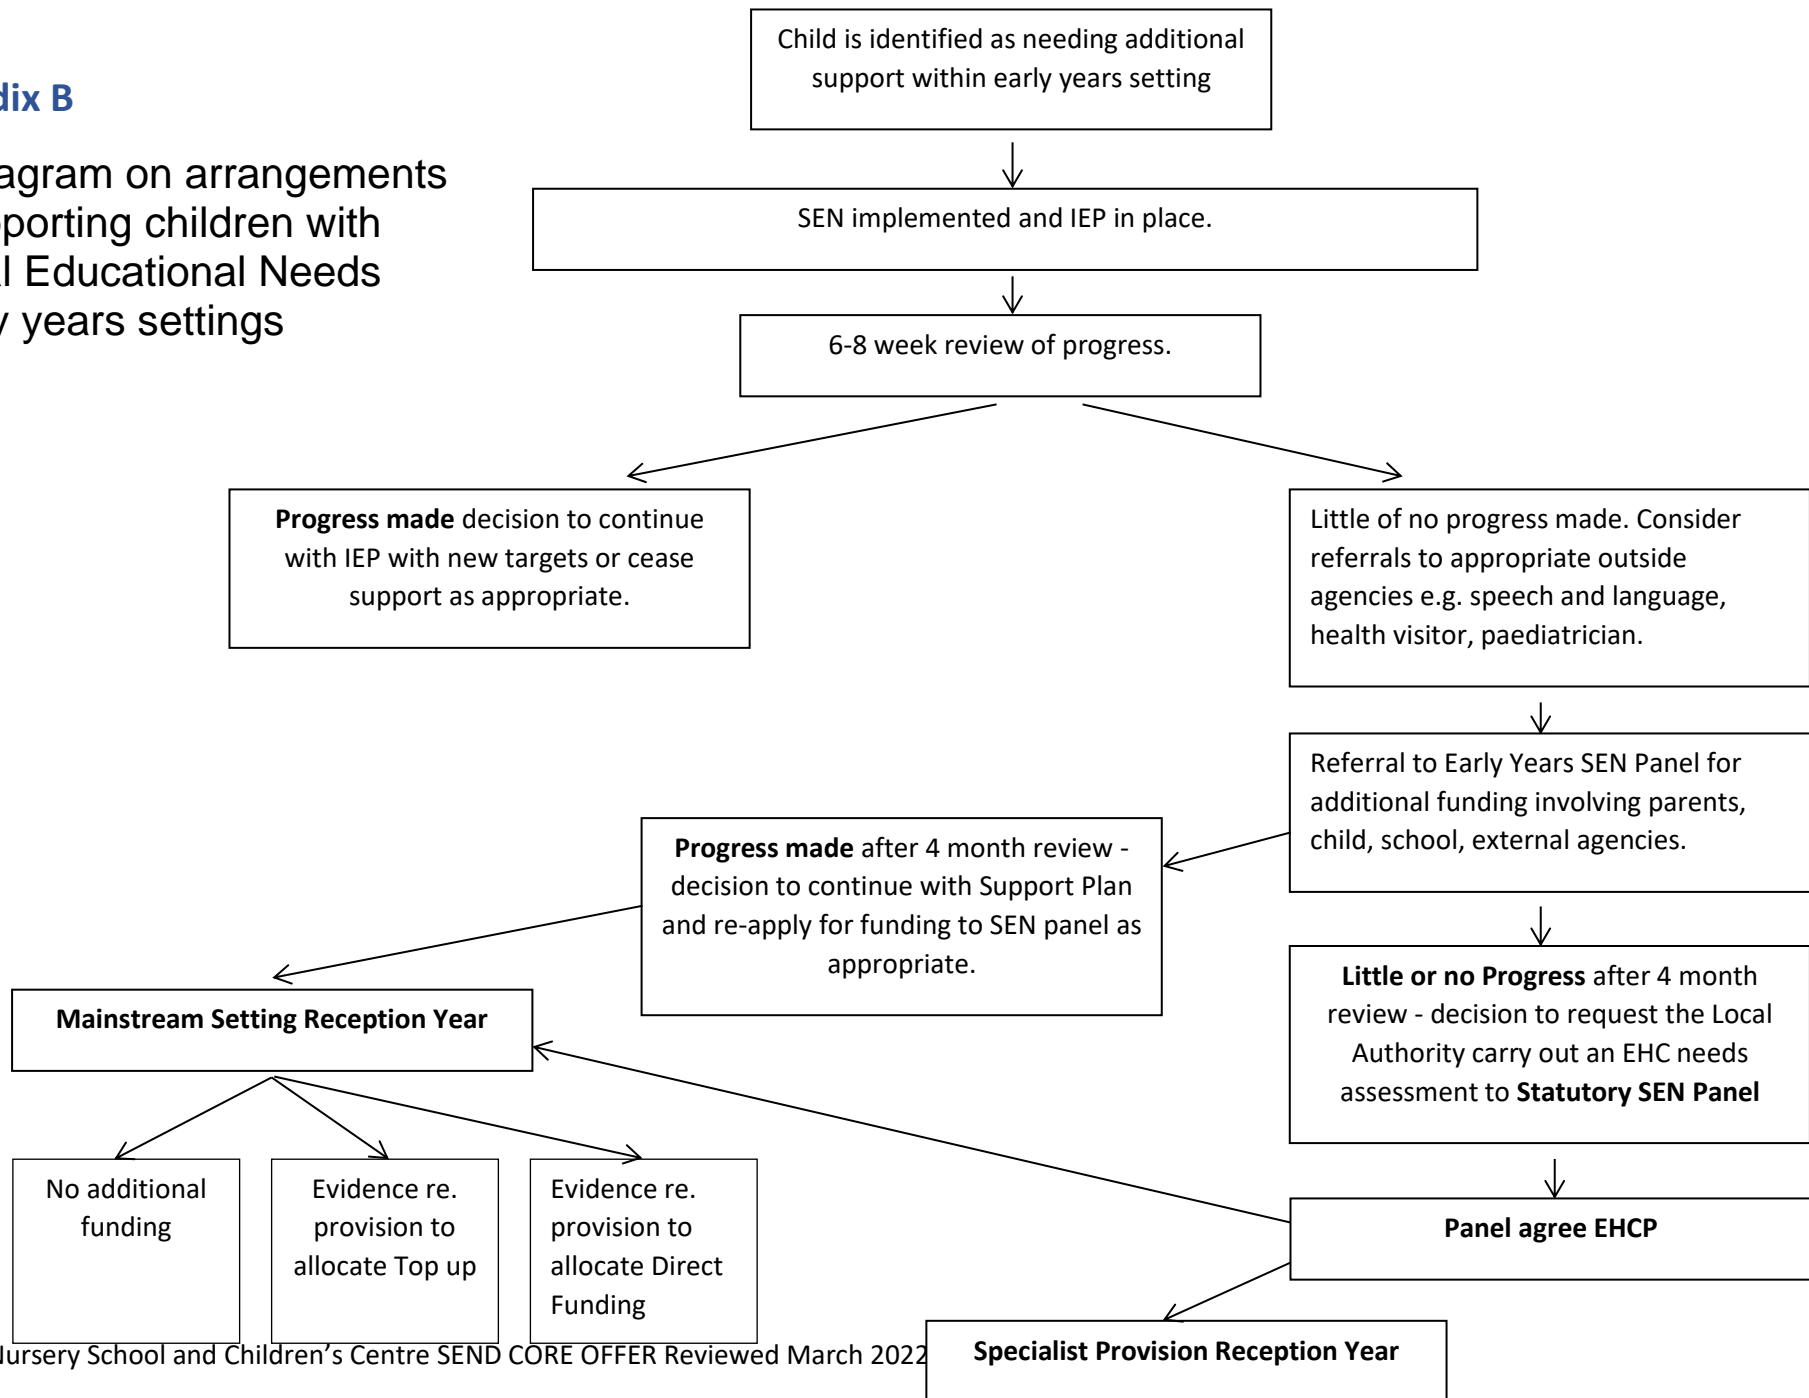 Child is identified as needing additional
support within early years setting
dix B
agram on arrangements
porting children with
l Educational Needs
y years settings
SEN implemented and IEP in place.
6-8 week review of progress.
Progress made decision to continue
with IEP with new targets or cease
support as appropriate.
Little of no progress made. Consider
referrals to appropriate outside
agencies e.g. speech and language,
health visitor, paediatrician.
Referral to Early Years SEN Panel for
additional funding involving parents,
child, school, external agencies.
Progress made after 4 month review -
decision to continue with Support Plan
and re-apply for funding to SEN panel as
appropriate.
Little or no Progress after 4 month
review - decision to request the Local
Authority carry out an EHC needs
assessment to Statutory SEN Panel
Mainstream Setting Reception Year
No additional
funding
Evidence re.
provision to
allocate Top up
Evidence re.
provision to
allocate Direct
Funding
Panel agree EHCP
Specialist Provision Reception Year
Nursery School and Children's Centre SEND CORE OFFER Reviewed March 2022